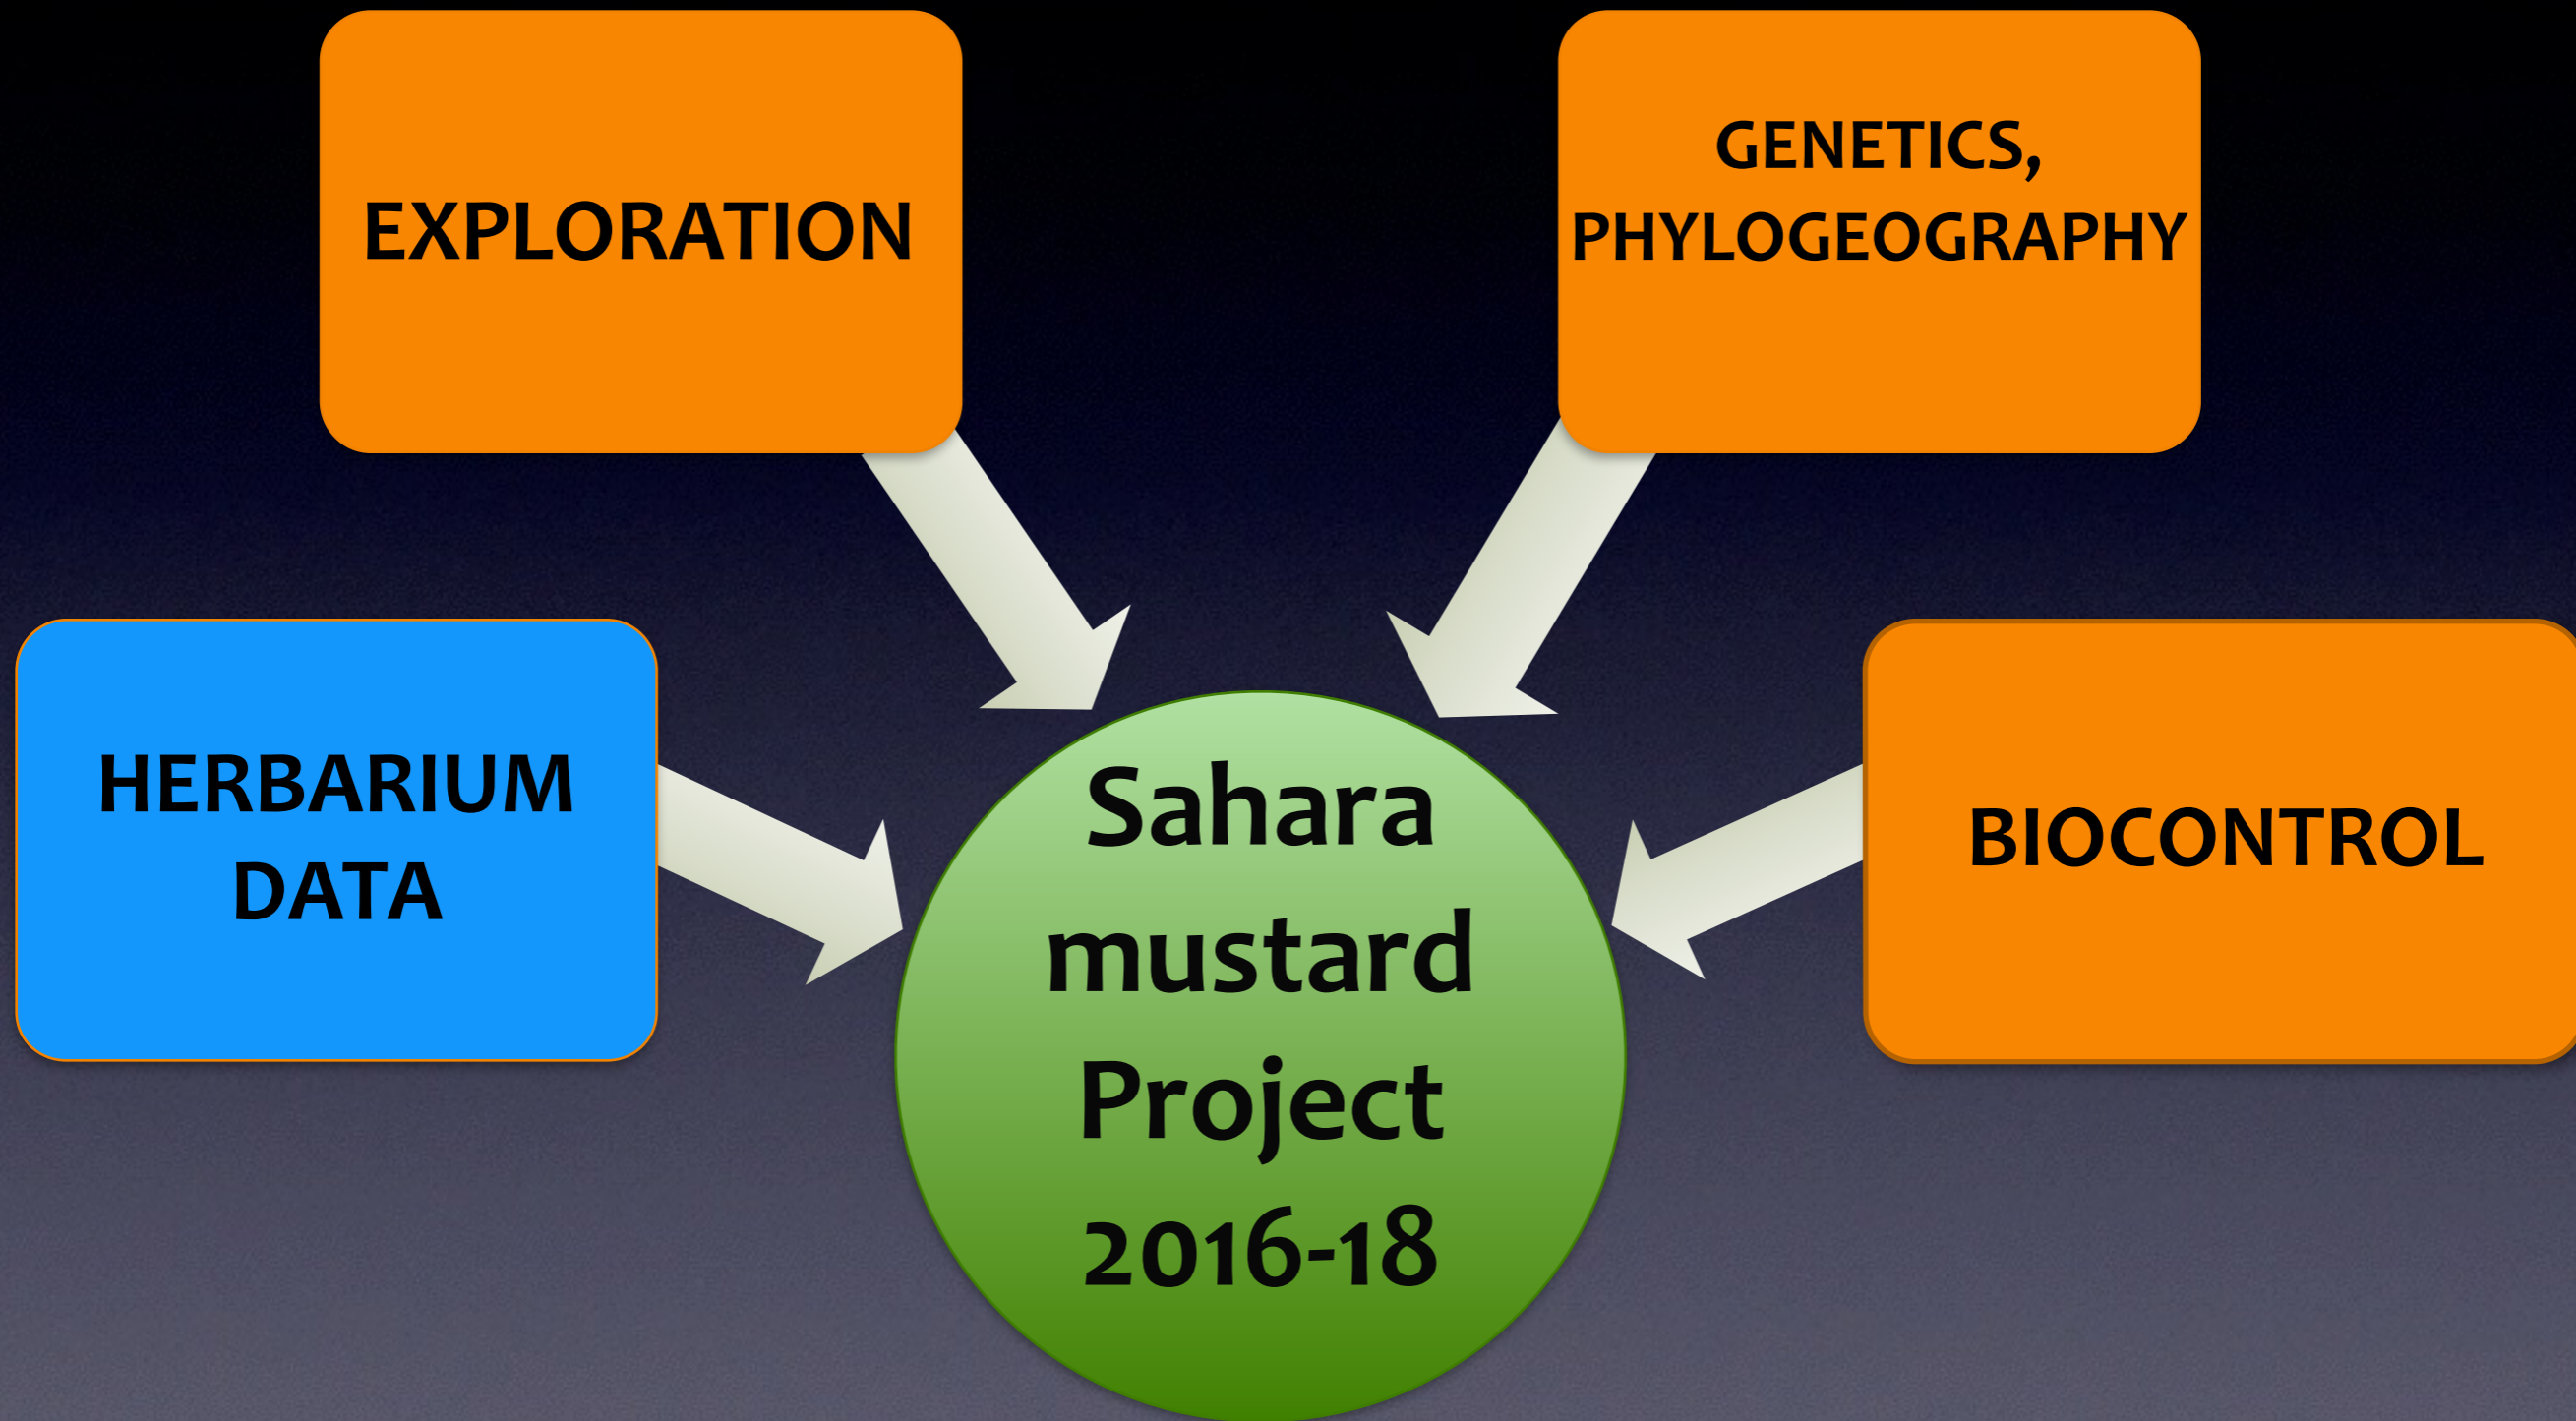 EXPLORATION
GENETICS,
PHYLOGEOGRAPHY
HERBARIUM
DATA
BIOCONTROL
Sahara
mustard
Project
2016-18